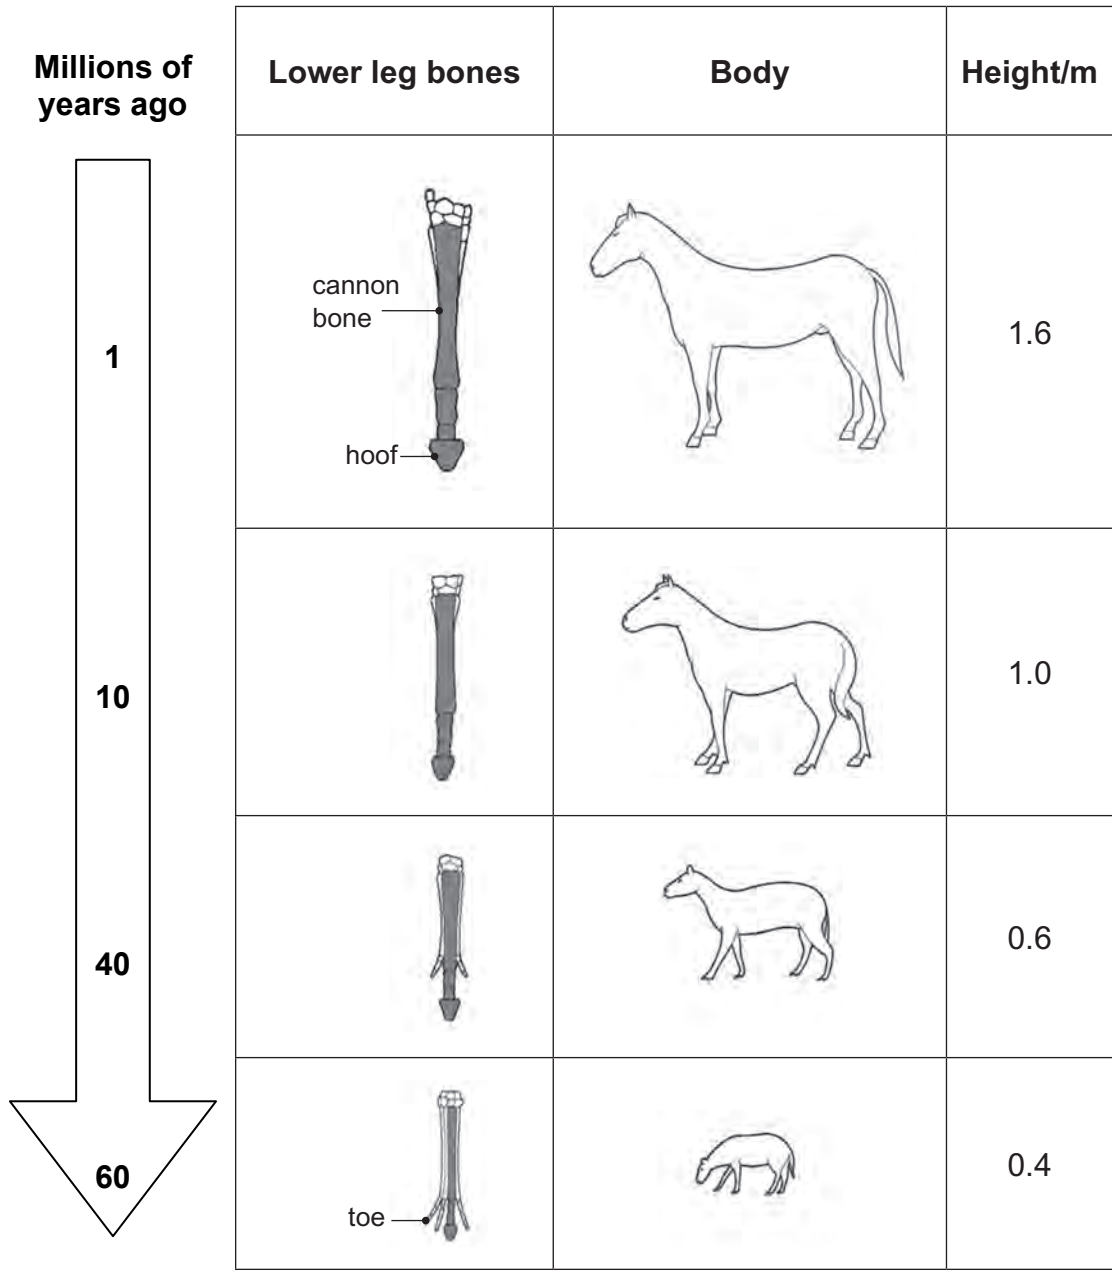 Millions of
years ago
Lower leg bones
Body
Height/m
1
cannon
bone
hoof
1.6
10
1.0
40
0.6
60
toe
0.4